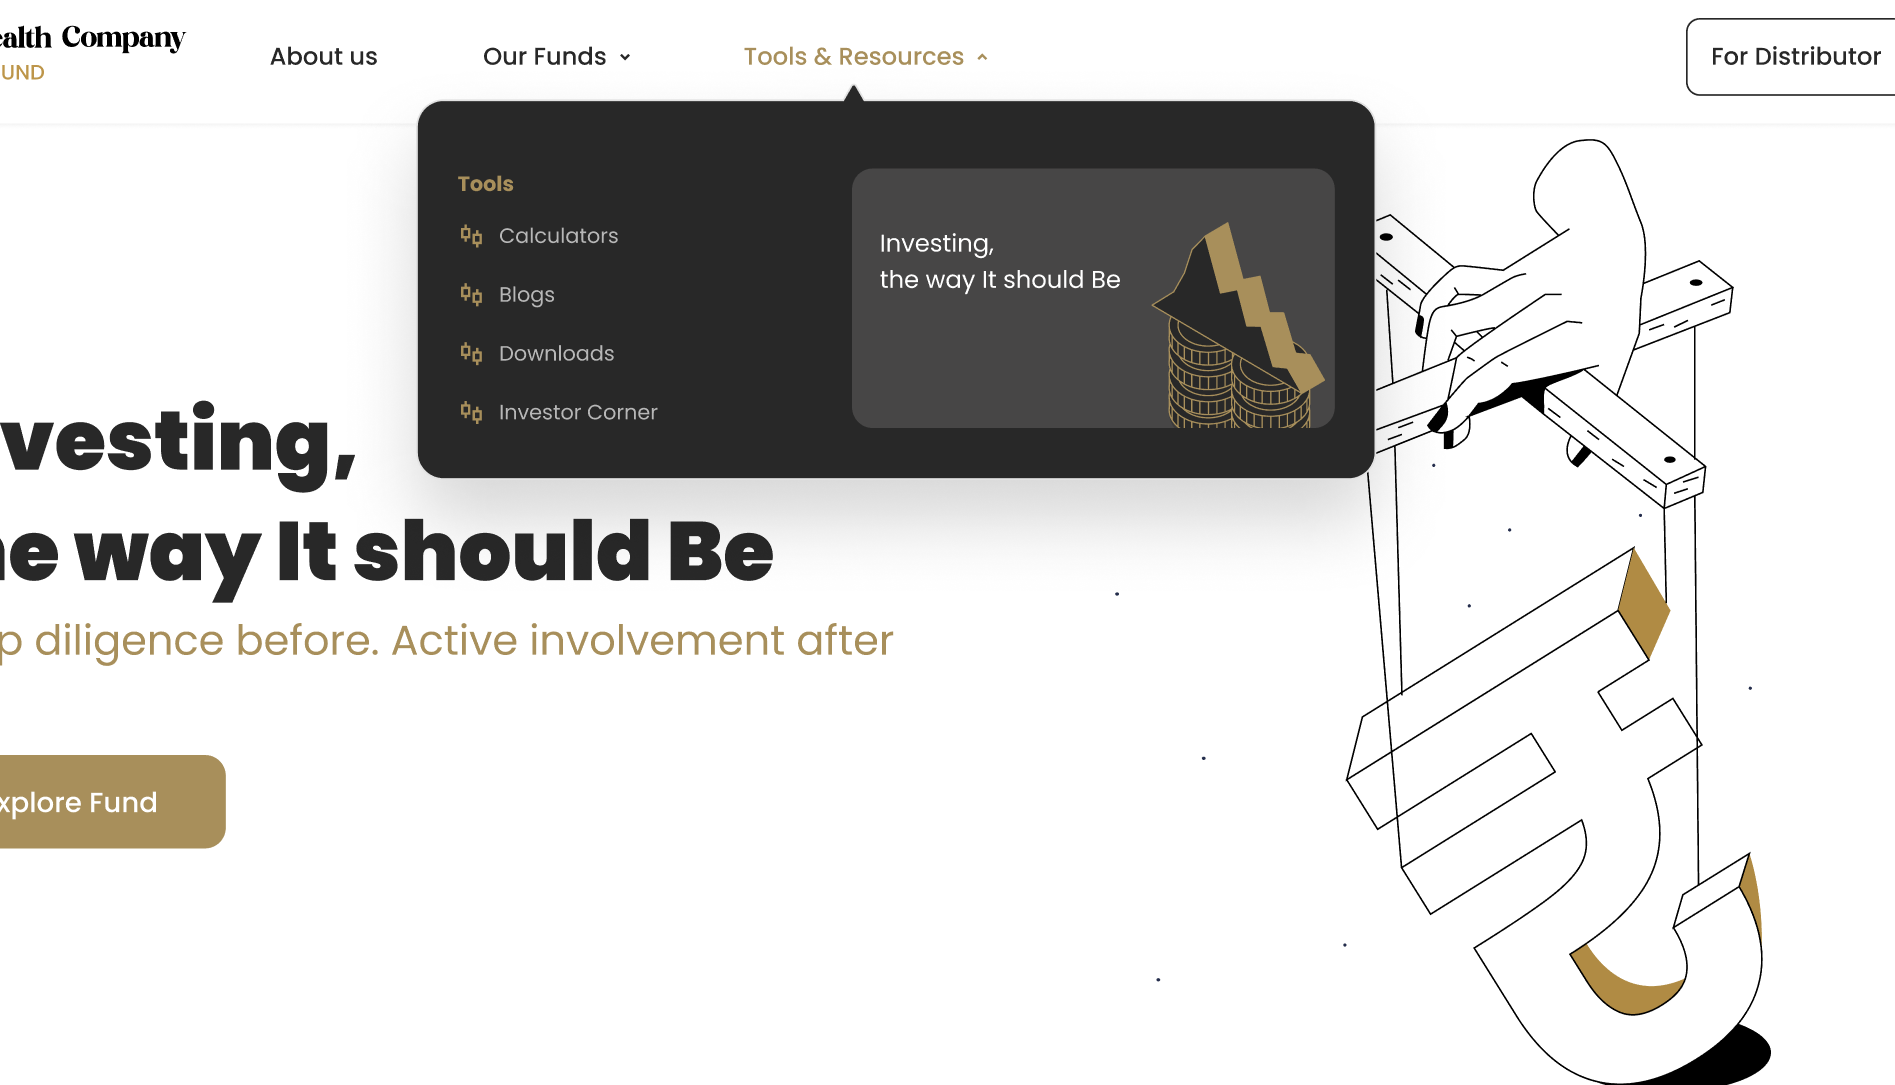 ealth Company
UND
About us
Our Funds
Tools & Resources
For Distributor
Tools
Calculators
Blogs
Downloads
Investor Corner
Investing,
the way It should Be
vesting,
e way It should Be
p diligence before. Active involvement after
xplore Fund